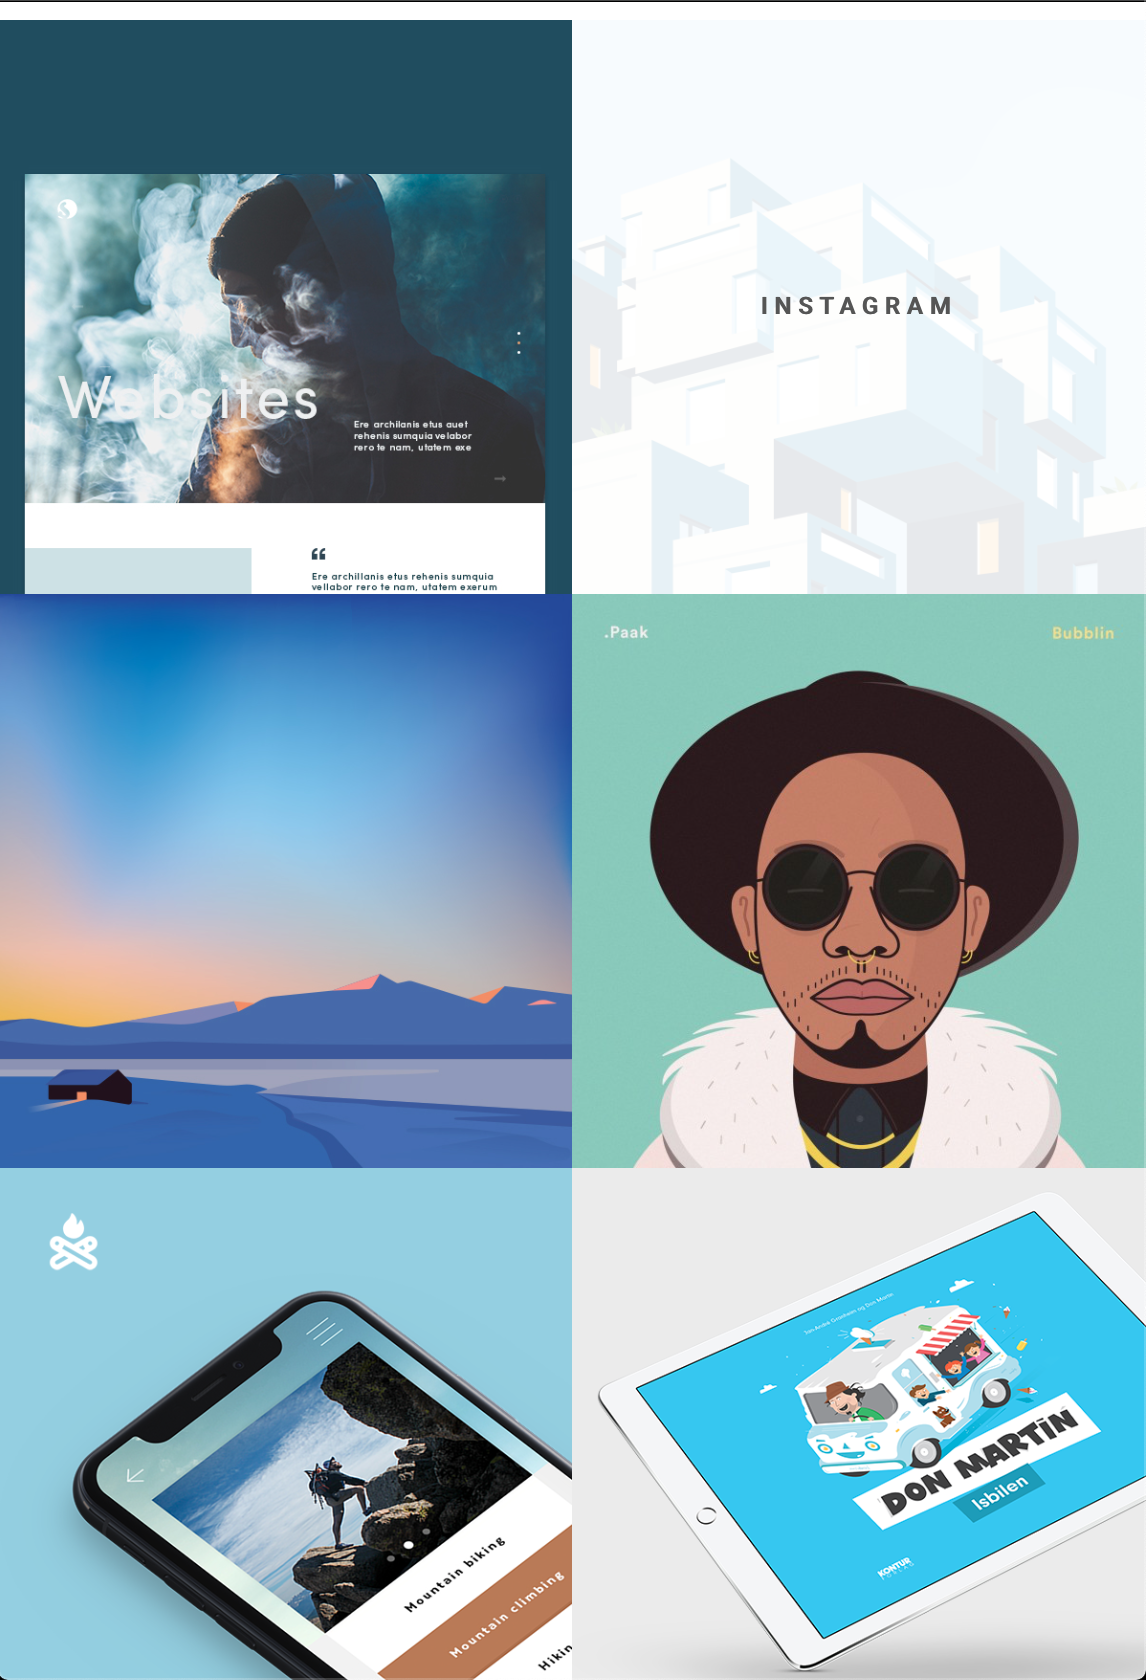 Websites
Ere archilanis etus auet
rehenis sumquia velabor
rero te nam, utatem exe
“
Ere archillanis etus rehenis sumquia
vellabor rero te nam, utatem exerum
INSTAGRAM
.Paak
Bubblin
Mountain biking
Mountain climbing
Hikin
DON MARTIN
Isbilen
KONTUR